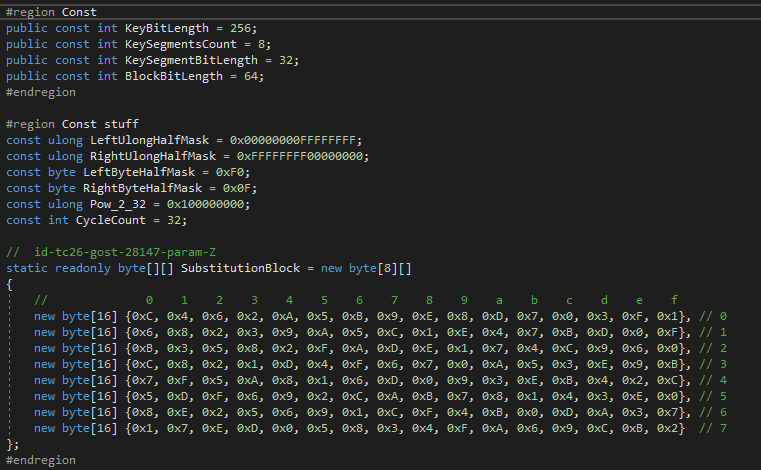 #region Const
public const int KeyBitLength = 256;
public const int KeySegmentsCount = 8;
public const int KeySegmentBitLength = 32;
public const int BlockBitLength = 64;
#endregion

#region Const stuff
const ulong LeftUlongHalfMask = 0x00000000FFFFFFFF;
const ulong RightUlongHalfMask = 0xFFFFFFFF00000000;
const byte LeftByteHalfMask = 0xF0;
const byte RightByteHalfMask = 0x0F;
const ulong Pow_2_32 = 0x100000000;
const int CycleCount = 32;

//  id-tc26-gost-28147-param-Z
static readonly byte[][] SubstitutionBlock = new byte[8][]
{
    //              0    1    2    3    4    5    6    7    8    9    a    b    c    d    e    f
    new byte[16] {0xC, 0x4, 0x6, 0x2, 0xA, 0x5, 0xB, 0x9, 0xE, 0x8, 0xD, 0x7, 0x0, 0x3, 0xF, 0x1}, // 0
    new byte[16] {0x6, 0x8, 0x2, 0x3, 0x9, 0xA, 0x5, 0xC, 0x1, 0xE, 0x4, 0x7, 0xB, 0xD, 0x0, 0xF}, // 1
    new byte[16] {0xB, 0x3, 0x5, 0x8, 0x2, 0xF, 0xA, 0xD, 0xE, 0x1, 0x7, 0x4, 0xC, 0x9, 0x6, 0x0}, // 2
    new byte[16] {0xC, 0x8, 0x2, 0x1, 0xD, 0x4, 0xF, 0x6, 0x7, 0x0, 0xA, 0x5, 0x3, 0xE, 0x9, 0xB}, // 3
    new byte[16] {0x7, 0xF, 0x5, 0xA, 0x8, 0x1, 0x6, 0xD, 0x0, 0x9, 0x3, 0xE, 0xB, 0x4, 0x2, 0xC}, // 4
    new byte[16] {0x5, 0xD, 0xF, 0x6, 0x9, 0x2, 0xC, 0xA, 0xB, 0x7, 0x8, 0x1, 0x4, 0x3, 0xE, 0x0}, // 5
    new byte[16] {0x8, 0xE, 0x2, 0x5, 0x6, 0x9, 0x1, 0xC, 0xF, 0x4, 0xB, 0x0, 0xD, 0xA, 0x3, 0x7}, // 6
    new byte[16] {0x1, 0x7, 0xE, 0xD, 0x0, 0x5, 0x8, 0x3, 0x4, 0xF, 0xA, 0x6, 0x9, 0xC, 0xB, 0x2}  // 7
};
#endregion